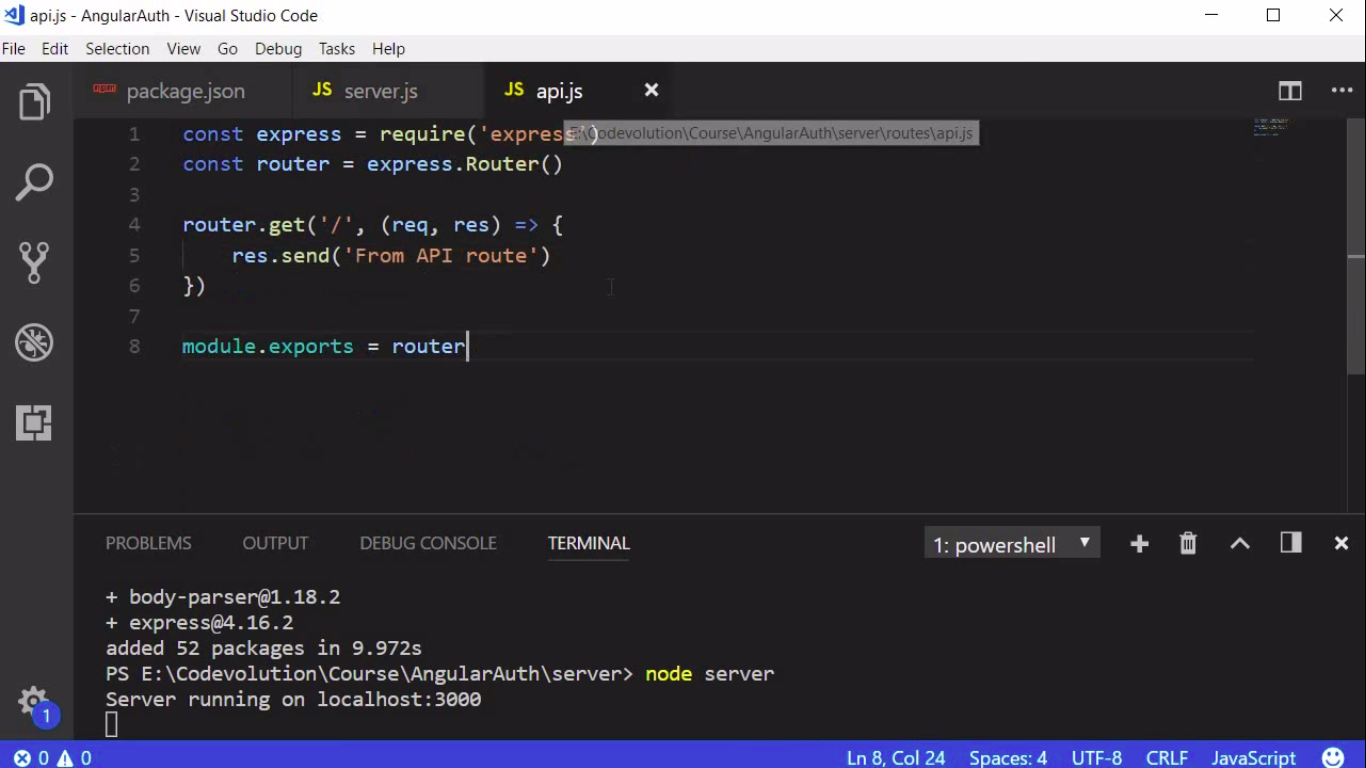 api.js - AngularAuth - Visual Studio Code
File Edit Selection View Go Debug Tasks Help
package.json JS server.js JS api.js
1 const express = require('express')
E:\Codevolution\Course\AngularAuth\server\routes\api.js
2 const router = express.Router()
3
4 router.get('/', (req, res) => {
5 res.send('From API route')
6 })
7
8 module.exports = router
PROBLEMS OUTPUT DEBUG CONSOLE TERMINAL 1: powershell
+ body-parser@1.18.2
+ express@4.16.2
added 52 packages in 9.972s
PS E:\Codevolution\Course\AngularAuth\server> node server
Server running on localhost:3000
1
0 0 Ln 8, Col 24 Spaces: 4 UTF-8 CRLF JavaScript